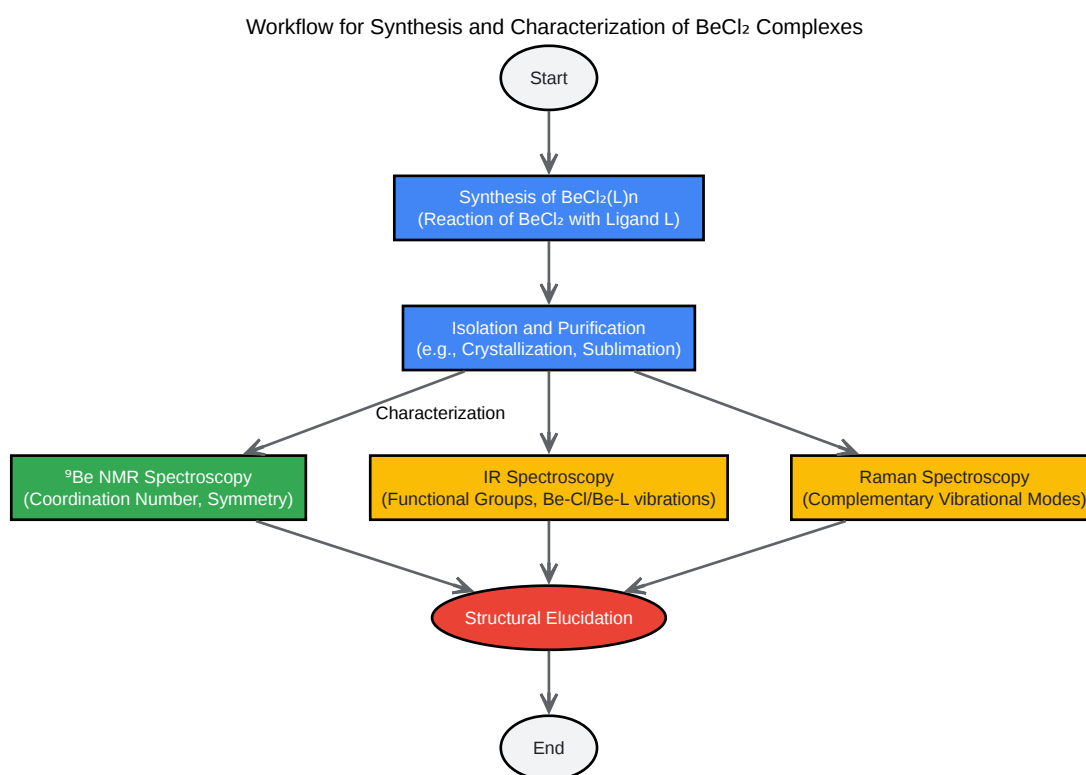 Workflow for Synthesis and Characterization of BeCl₂ Complexes
Start
Synthesis of BeCl₂(L)n
(Reaction of BeCl₂ with Ligand L)
Isolation and Purification
(e.g., Crystallization, Sublimation)
Characterization
⁹Be NMR Spectroscopy
(Coordination Number, Symmetry)
IR Spectroscopy
(Functional Groups, Be-Cl/Be-L vibrations)
Raman Spectroscopy
(Complementary Vibrational Modes)
Structural Elucidation
End